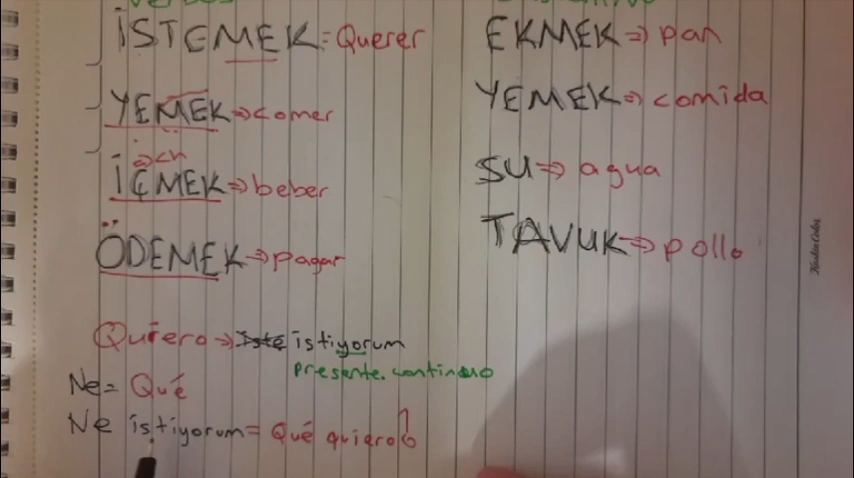 İSTEMEK = Querer
YEMEK => comer
ach
İÇMEK => beber
ÖDEMEK => pagar
EKMEK => pan
YEMEK => comida
SU => agua
TAVUK => pollo
Quiero => istiyorum
presente. continuo
Ne = Qué
Ne istiyorum = Qué quiero?